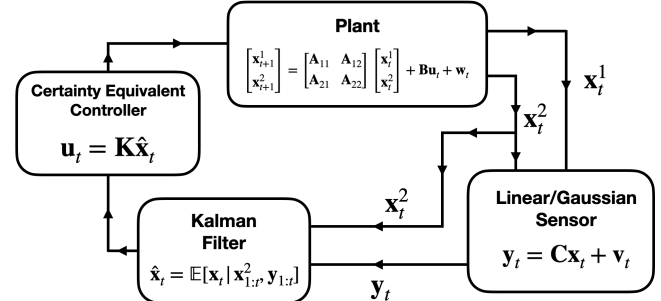 Plant
[x¹ₜ₊₁ x²ₜ₊₁] = [A₁₁ A₁₂ A₂₁ A₂₂] [x¹ₜ x²ₜ] + Buₜ + wₜ
x¹ₜ
x²ₜ
Certainty Equivalent
Controller
uₜ = Kx̂ₜ
x²ₜ
Linear/Gaussian
Sensor
yₜ = Cxₜ + vₜ
Kalman
Filter
x̂ₜ = 𝔼[xₜ | x²₁:ₜ, y₁:ₜ]
yₜ